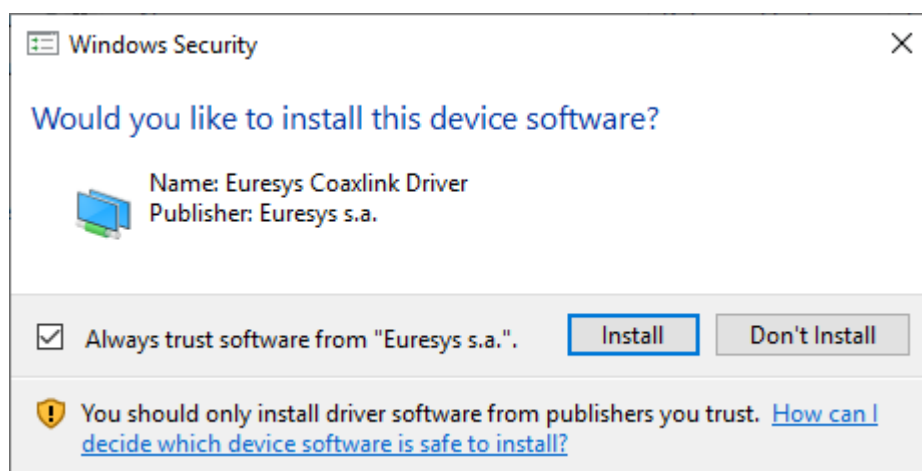 Windows Security
Would you like to install this device software?
Name: Euresys Coaxlink Driver
Publisher: Euresys s.a.
Always trust software from "Euresys s.a.".
Install
Don't Install
You should only install driver software from publishers you trust. How can I
decide which device software is safe to install?